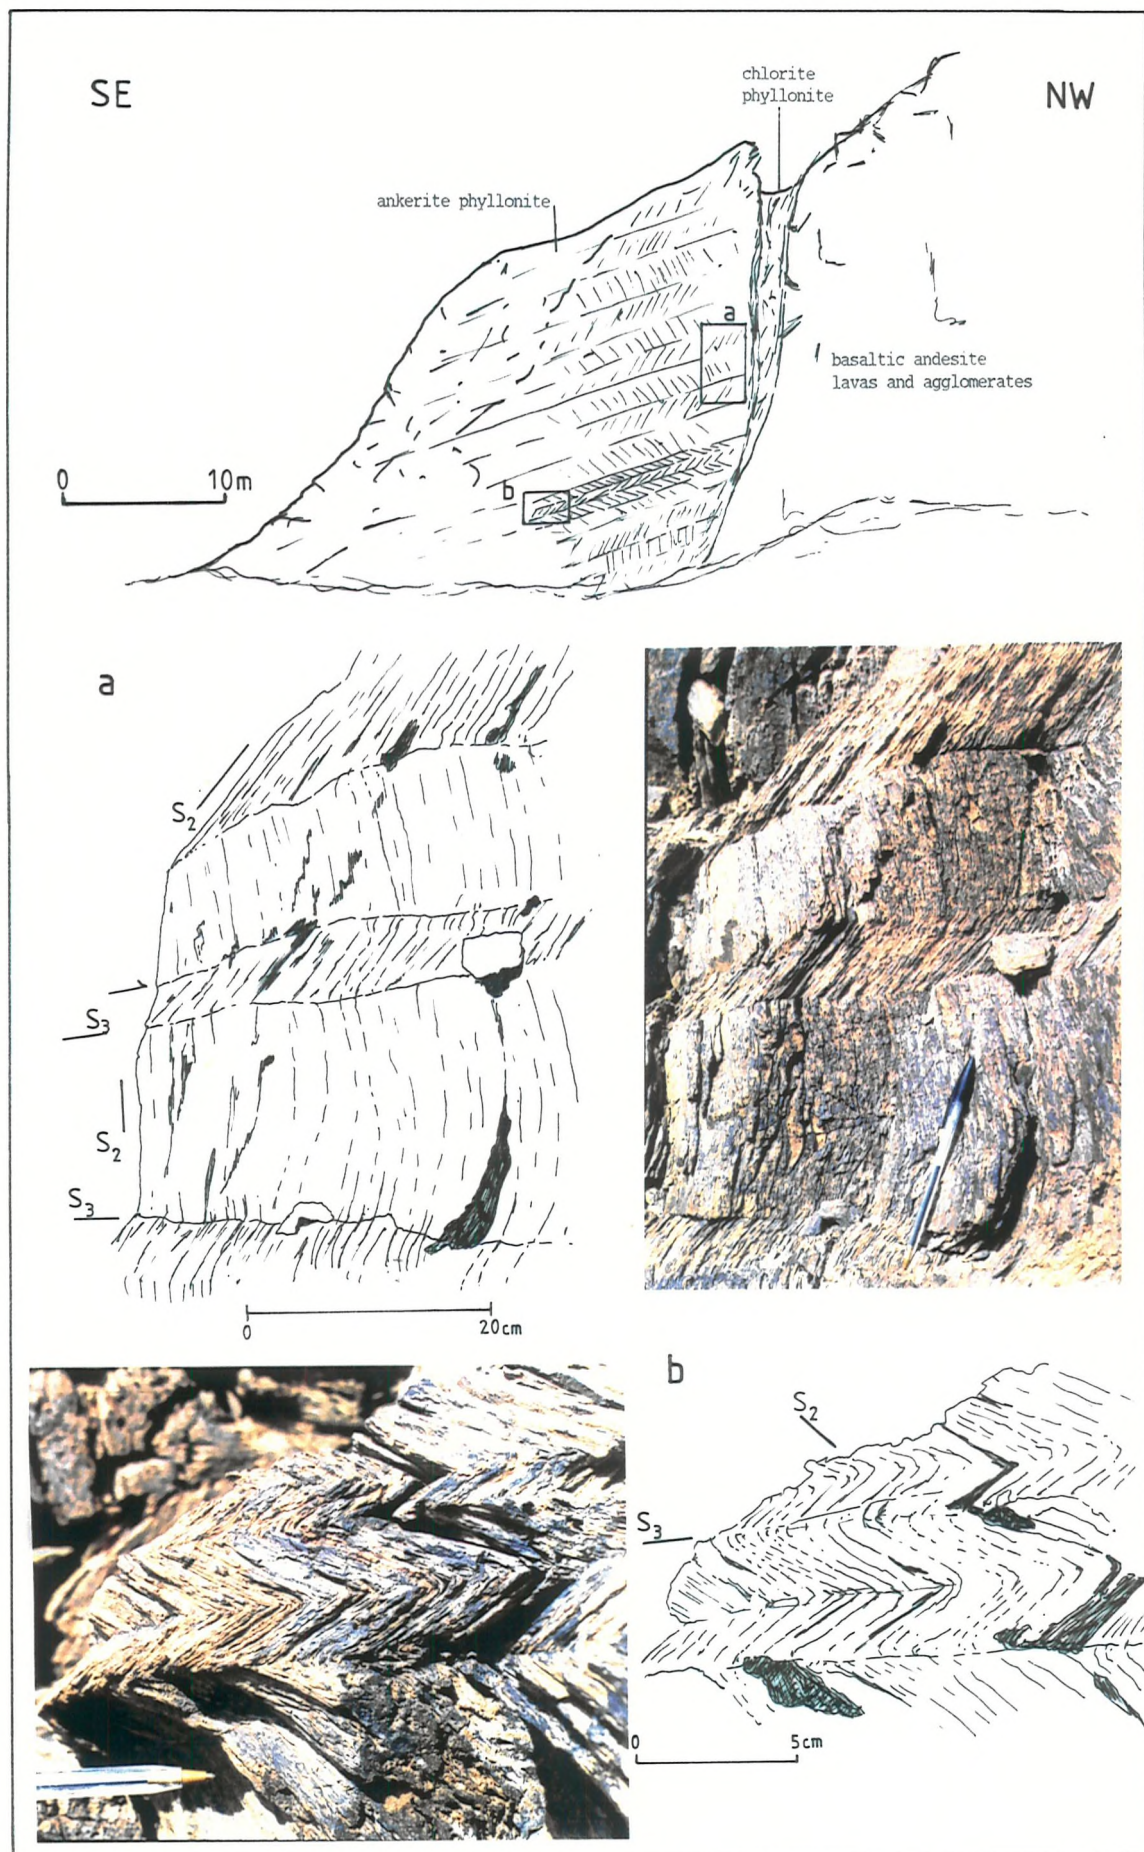 SE
NW
chlorite
phyllonite
ankerite phyllonite
a
basaltic andesite
lavas and agglomerates
0 10m
b
a
S2
S3
S2
S3
0 20cm
b
S2
S3
0 5cm